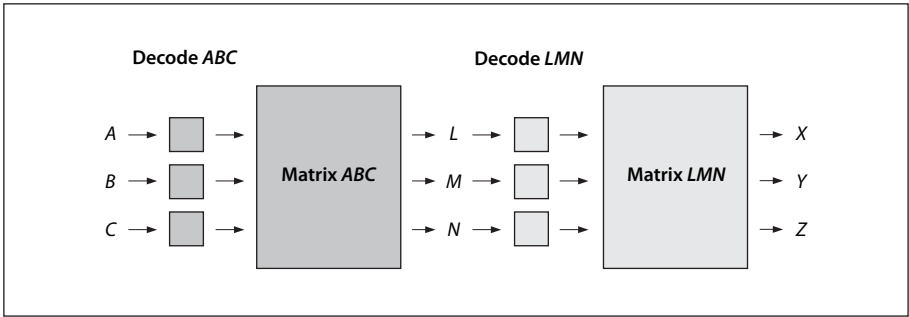 Decode ABC Decode LMN
A L X
B Matrix ABC M Matrix LMN Y
C N Z